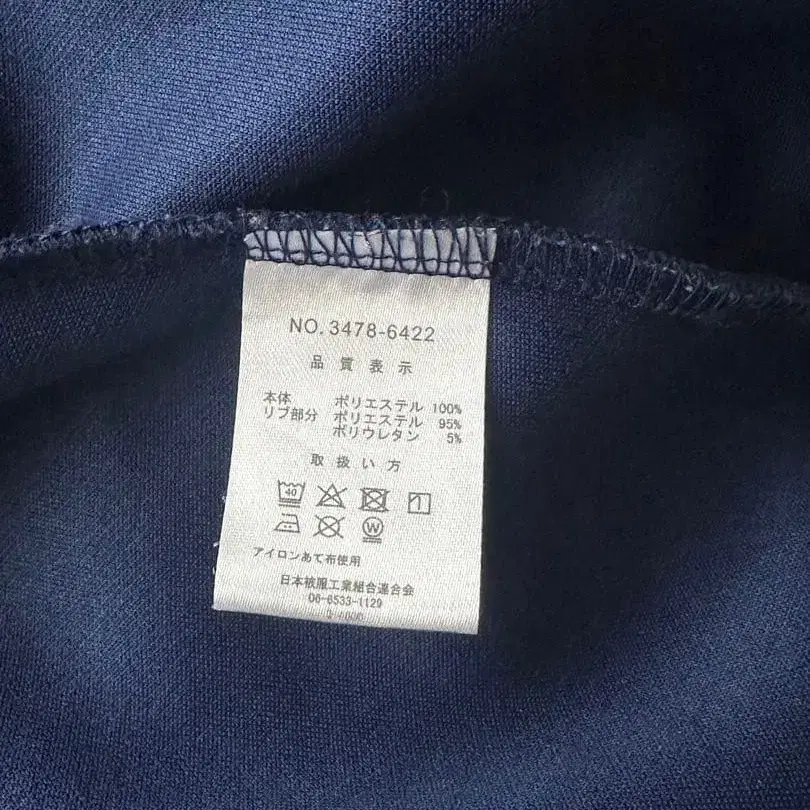 NO. 3478-6422
品質表示
本体 ポリエステル 100%
リブ部分 ポリエステル 95%
ポリウレタン 5%
取扱い方
40
W
アイロンあて布使用
日本被服工業組合連合会
06-6533-1129